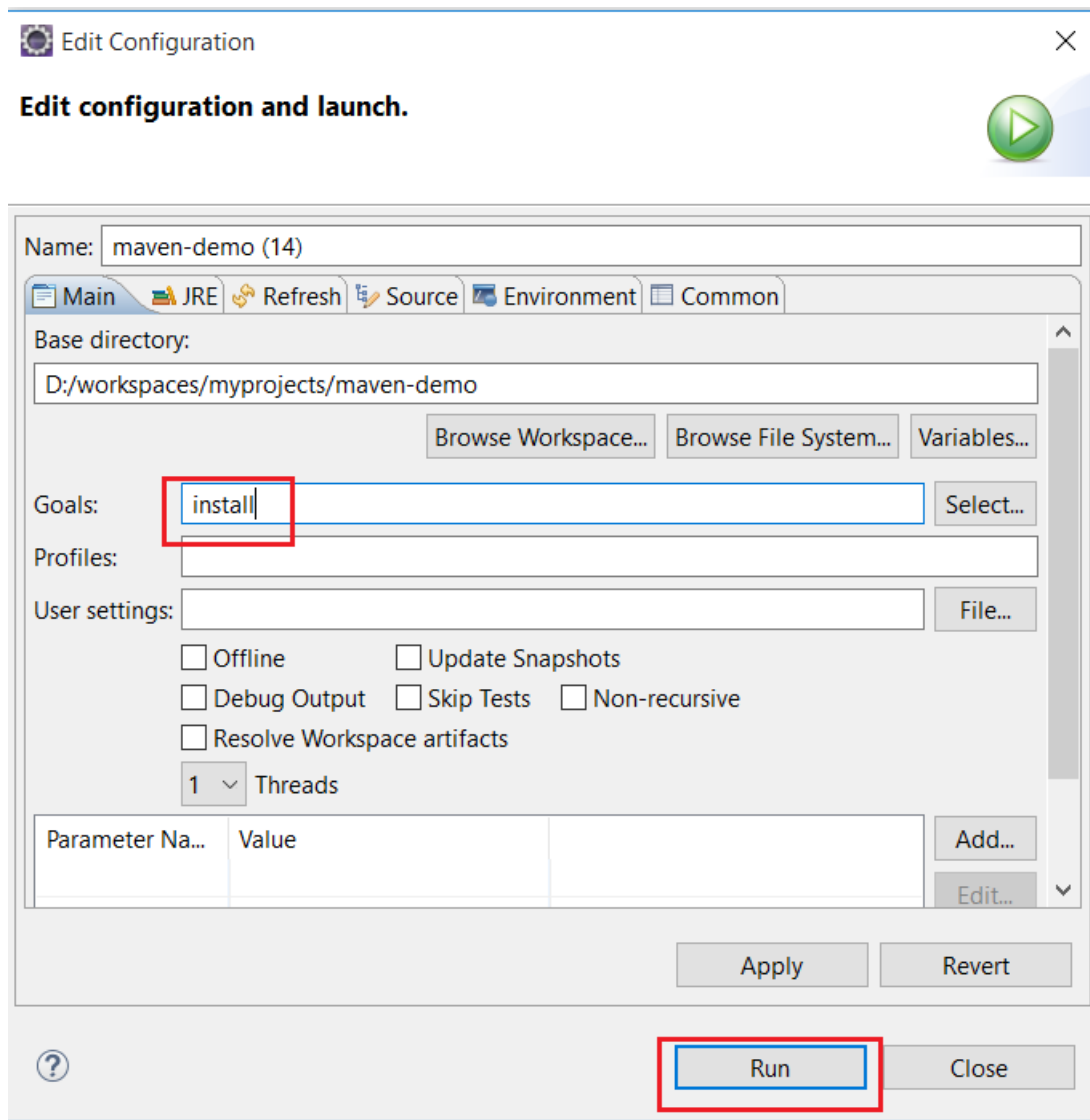 Edit Configuration
Edit configuration and launch.
Name: maven-demo (14)
Main JRE Refresh Source Environment Common
Base directory:
D:/workspaces/myprojects/maven-demo
Browse Workspace... Browse File System... Variables...
Goals: install Select...
Profiles:
User settings: File...
Offline Update Snapshots
Debug Output Skip Tests Non-recursive
Resolve Workspace artifacts
1 Threads
Parameter Na... Value Add...
Edit...
Apply Revert
? Run Close